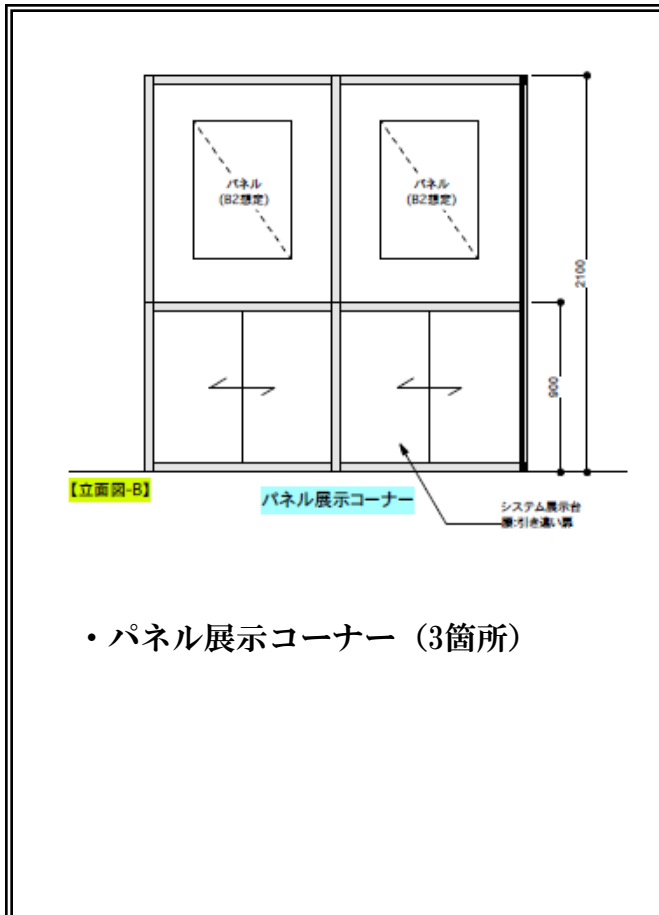 パネル
(B2想定)
パネル
(B2想定)
2100
900
【立面図-B】
パネル展示コーナー
システム展示台
腰:引き違い扉
・パネル展示コーナー（3箇所）